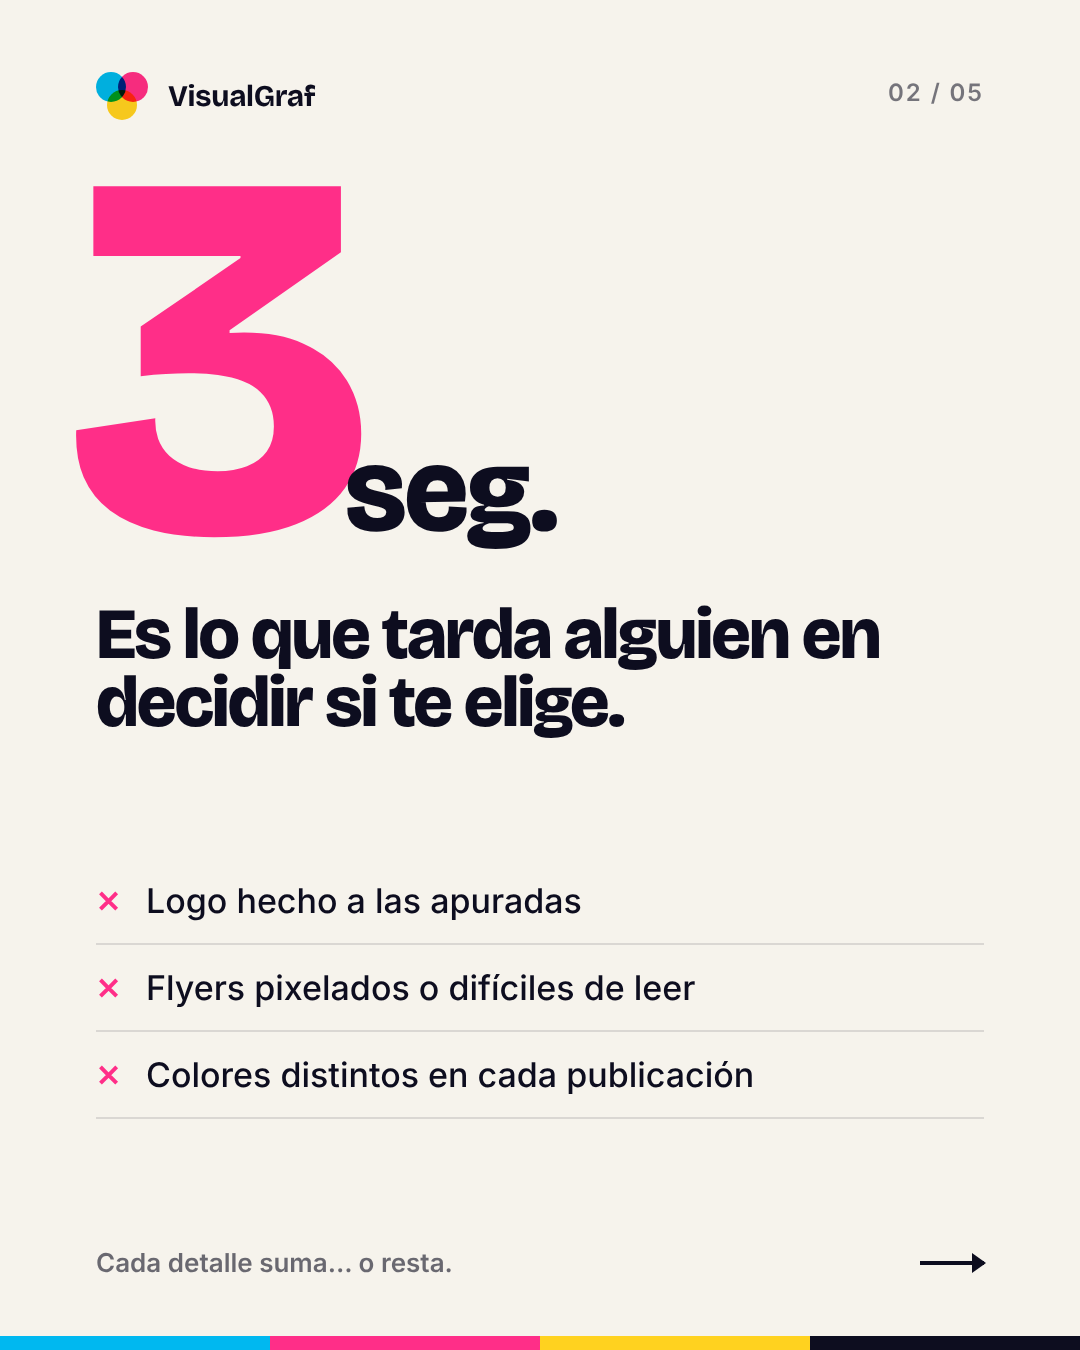 VisualGraf
02 / 05
3 seg.
Es lo que tarda alguien en
decidir si te elige.
✕ Logo hecho a las apuradas
✕ Flyers pixelados o difíciles de leer
✕ Colores distintos en cada publicación
Cada detalle suma... o resta.